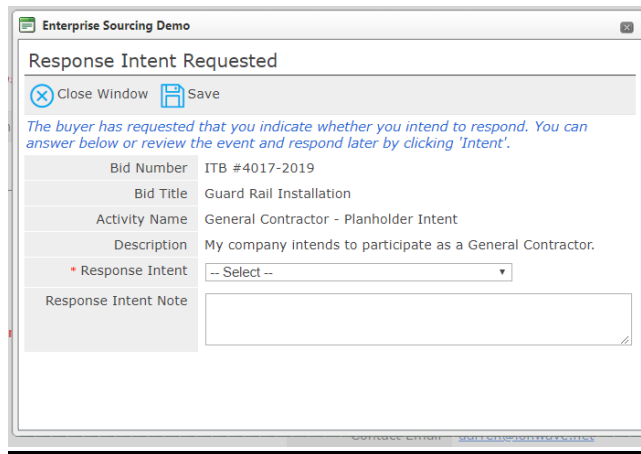 Enterprise Sourcing Demo
Response Intent Requested
Close Window Save
The buyer has requested that you indicate whether you intend to respond. You can
answer below or review the event and respond later by clicking 'Intent'.
Bid Number ITB #4017-2019
Bid Title Guard Rail Installation
Activity Name General Contractor - Planholder Intent
Description My company intends to participate as a General Contractor.
* Response Intent -- Select --
Response Intent Note
Contact Email darren@ionwave.net